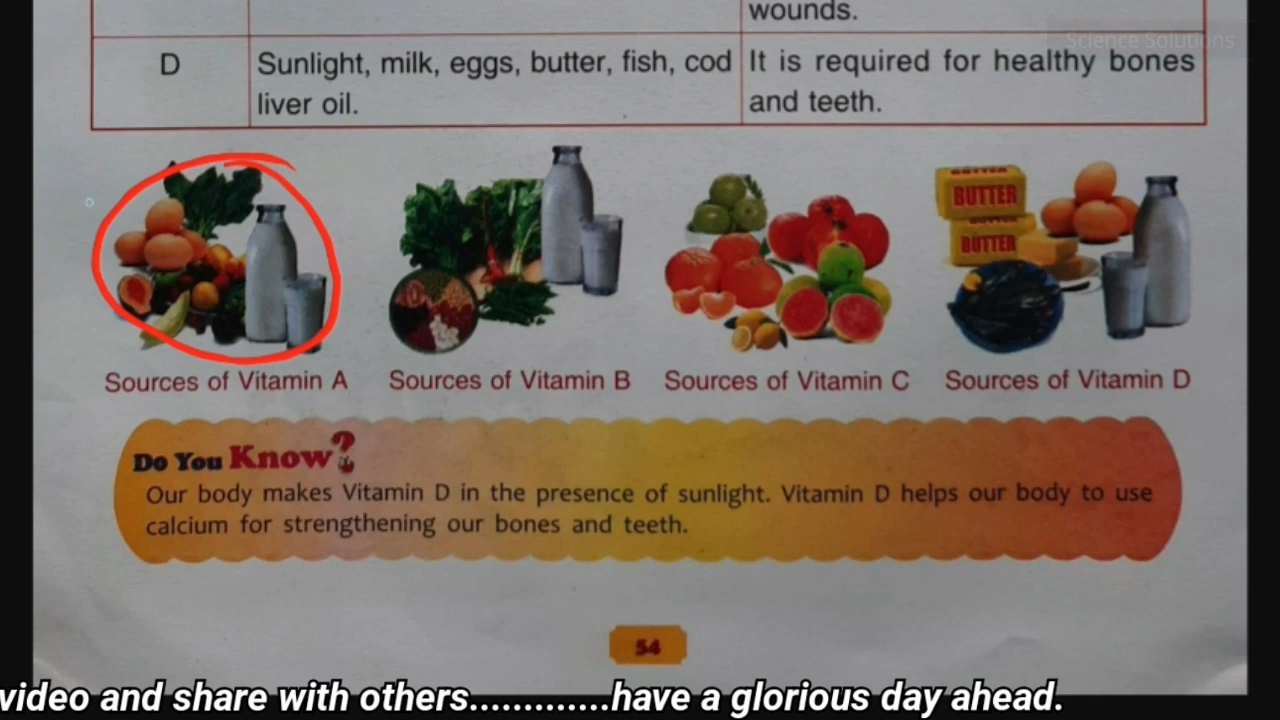 wounds.
Science Solutions
D
Sunlight, milk, eggs, butter, fish, cod
liver oil.
It is required for healthy bones
and teeth.
BUTTER
BUTTER
BUTTER
Sources of Vitamin A
Sources of Vitamin B
Sources of Vitamin C
Sources of Vitamin D
Do You Know?
Our body makes Vitamin D in the presence of sunlight. Vitamin D helps our body to use
calcium for strengthening our bones and teeth.
54
video and share with others.............have a glorious day ahead.